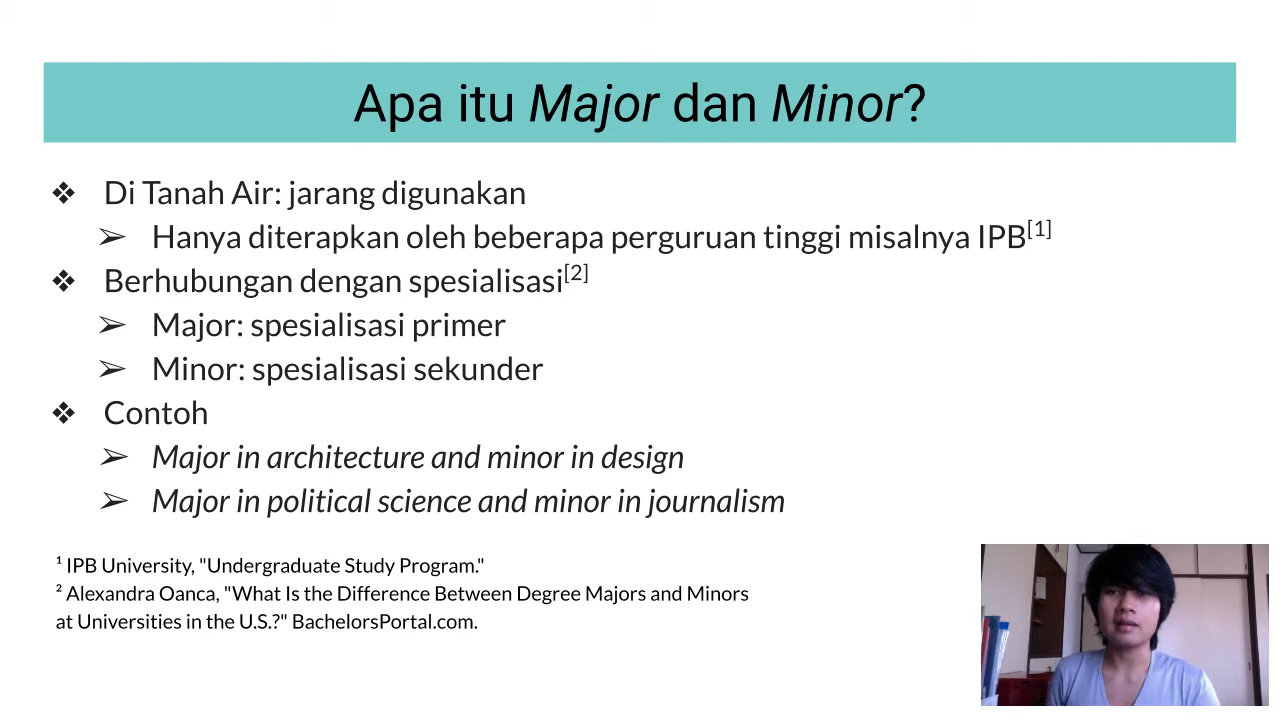 Apa itu Major dan Minor?
❖ Di Tanah Air: jarang digunakan
➢ Hanya diterapkan oleh beberapa perguruan tinggi misalnya IPB[1]
❖ Berhubungan dengan spesialisasi[2]
➢ Major: spesialisasi primer
➢ Minor: spesialisasi sekunder
❖ Contoh
➢ Major in architecture and minor in design
➢ Major in political science and minor in journalism
¹ IPB University, "Undergraduate Study Program."
² Alexandra Oanca, "What Is the Difference Between Degree Majors and Minors
at Universities in the U.S.?" BachelorsPortal.com.